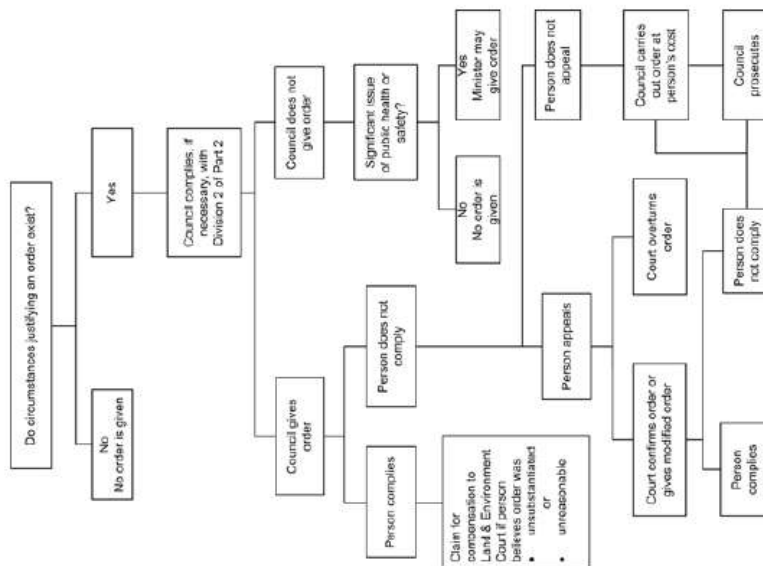 Do circumstances justifying an order exist?
No
No order is given
Yes
Council complies, if
necessary, with
Division 2 of Part 2
Council gives
order
Council does not
give order
Person complies
Person does not
comply
Significant issue
of public health or
safety?
Claim for
compensation to
Land & Environment
Court if person
believes order was
• unsubstantiated
or
• unreasonable
No
No order is
given
Yes
Minister may
give order
Person appeals
Person does not
appeal
Court confirms order or
gives modified order
Court overturns
order
Council carries
out order at
person's cost
Person
complies
Person does
not comply
Council
prosecutes